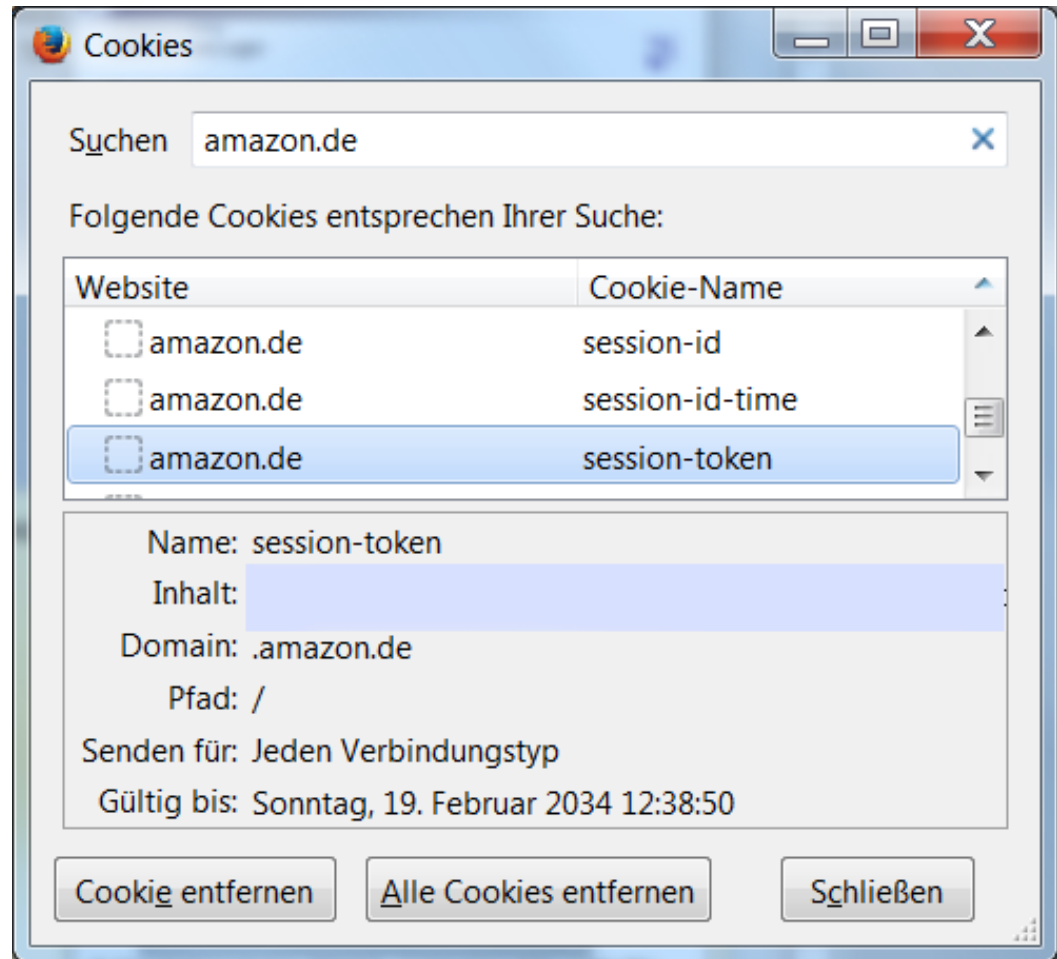 Cookies
Suchen amazon.de
Folgende Cookies entsprechen Ihrer Suche:
Website Cookie-Name
amazon.de session-id
amazon.de session-id-time
amazon.de session-token
Name: session-token
Inhalt:
Domain: .amazon.de
Pfad: /
Senden für: Jeden Verbindungstyp
Gültig bis: Sonntag, 19. Februar 2034 12:38:50
Cookie entfernen Alle Cookies entfernen Schließen